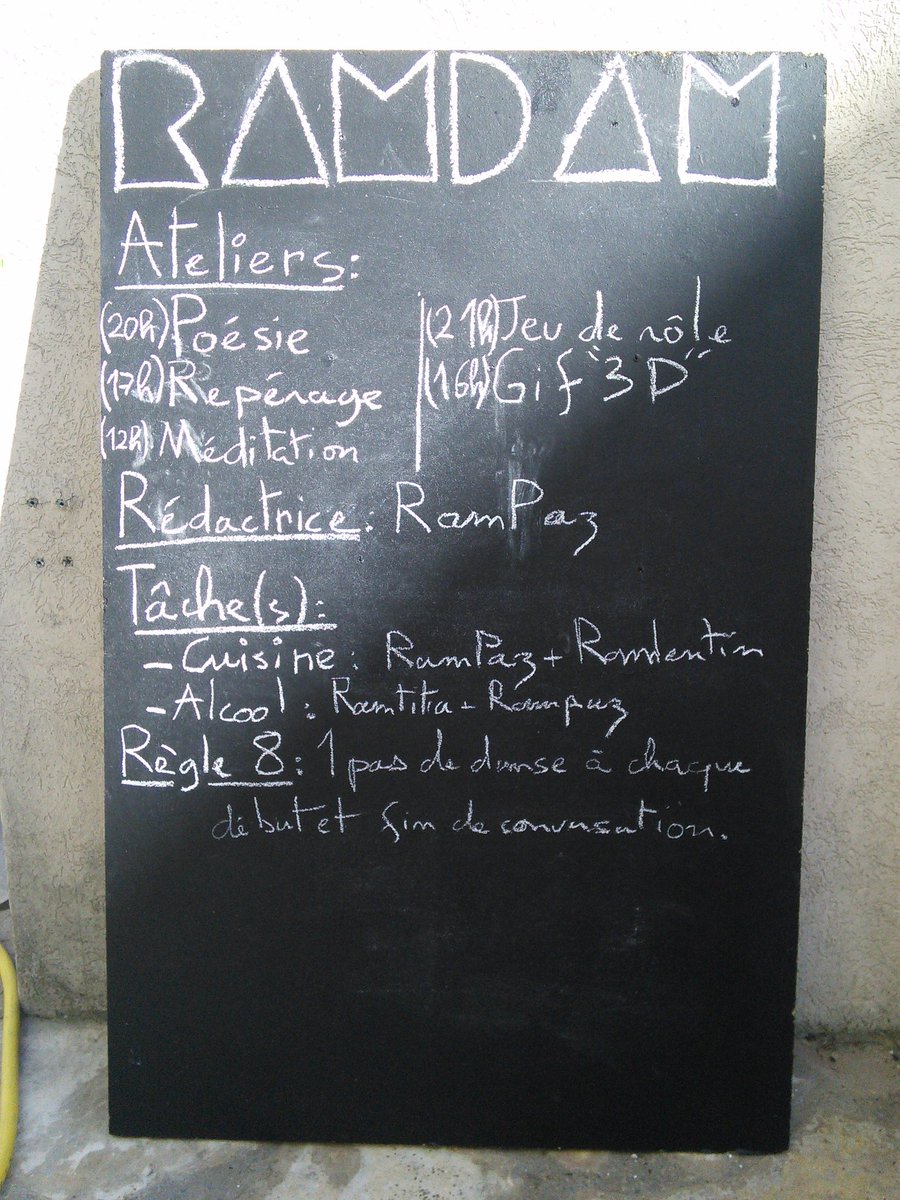 RAMDAM
Ateliers:
(20h) Poésie
(17h) Repérage
(12h) Méditation
(21h) Jeu de rôle
(16h) Gif "3D"
Rédactrice: RamPaz
Tâche(s):
- Cuisine: RamPaz + Ramdentin
- Alcool: Ramtita - Rampaz
Règle 8: 1 pas de danse à chaque
début et fin de conversation.